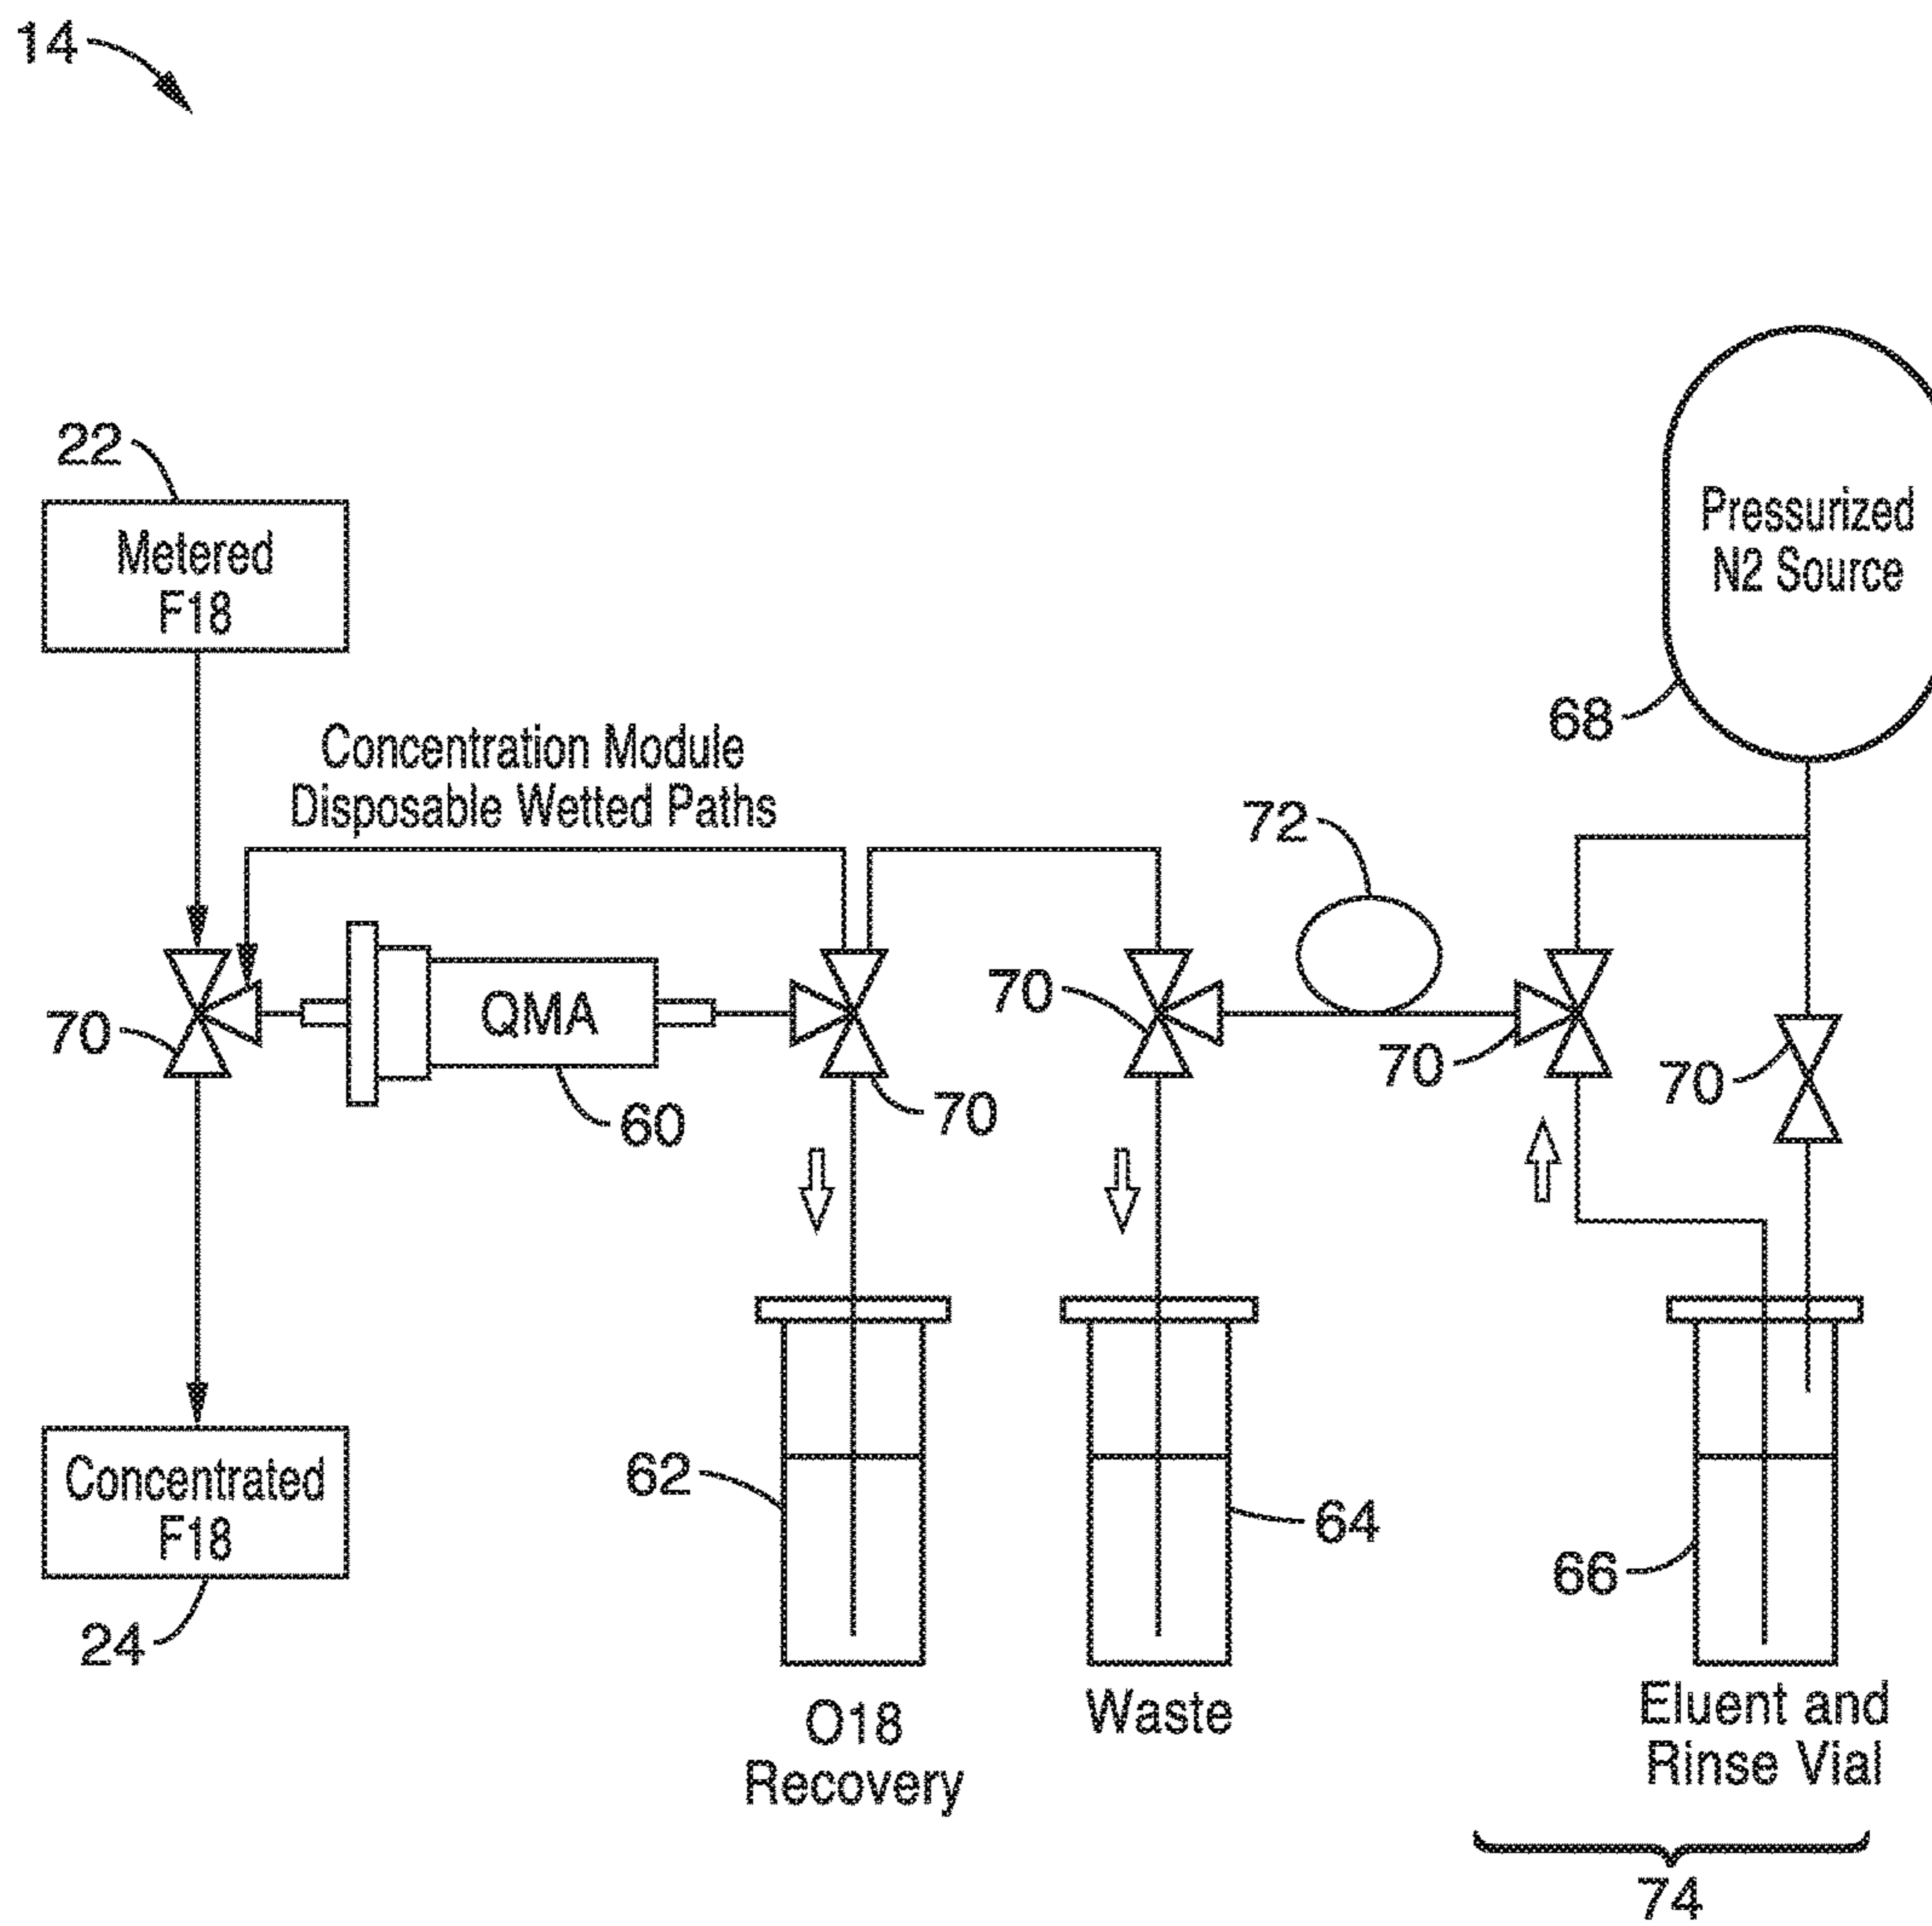 14
22
Metered
F18
Pressurized
N2 Source
68
Concentration Module
Disposable Wetted Paths
72
70
QMA
60
70
70
70
70
62
64
66
Concentrated
F18
24
O18
Recovery
Waste
Eluent and
Rinse Vial
74